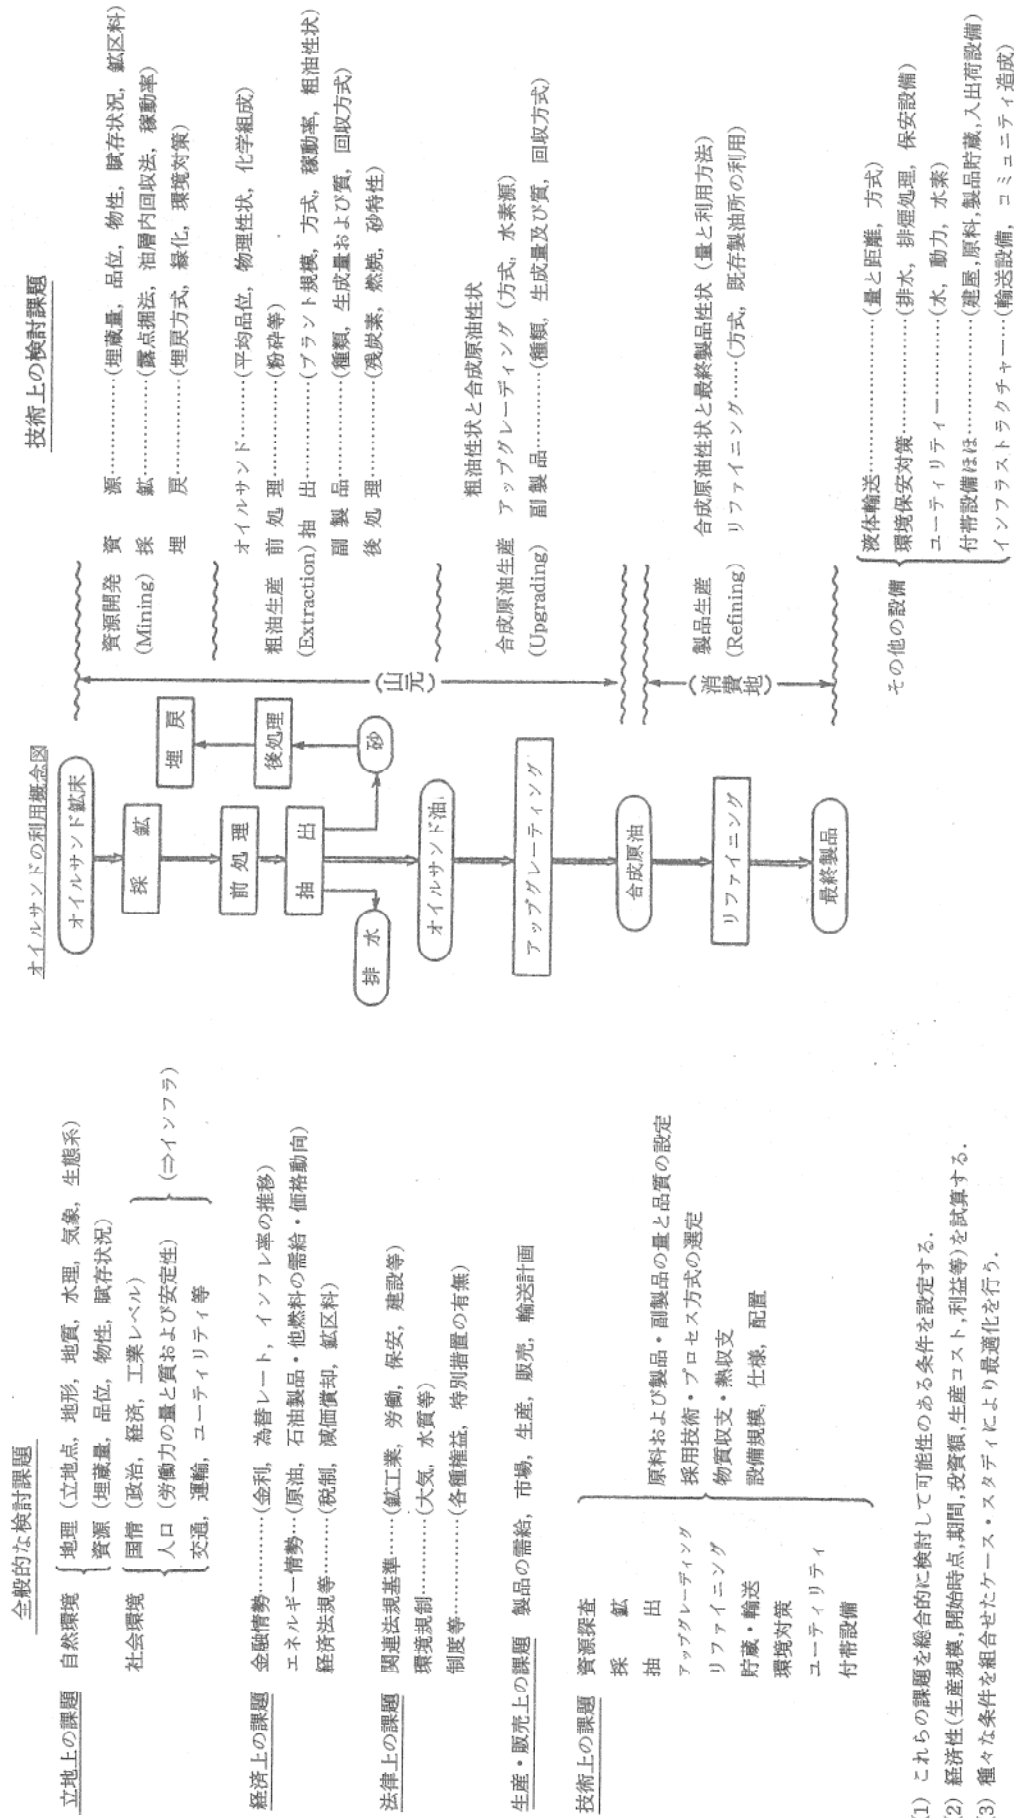 全般的な検討課題
立地上の課題 自然環境 地理(立地点, 地形, 地質, 水理, 気象, 生態系)
資源(埋蔵量, 品位, 物性, 賦存状況)
社会環境 国情(政治, 経済, 工業レベル)
人口(労働力の量と質および安定性) (⇒インフラ)
交通, 運輸, ユーティリティ等
経済上の課題 金融情勢…………(金利, 為替レート, インフレ率の推移)
エネルギー情勢…(原油, 石油製品・他燃料の需給・価格動向)
経済法規等………(税制, 減価償却, 鉱区料)
法律上の課題 関連法規基準……(鉱工業, 労働, 保安, 建設等)
環境規制…………(大気, 水質等)
制度等……………(各種権益, 特別措置の有無)
生産・販売上の課題 製品の需給, 市場, 生産, 販売, 輸送計画
技術上の課題 資源探査
採鉱
抽出
アップグレーディング
リファイニング
貯蔵・輸送
環境対策
ユーティリティ
付帯設備
原料および製品・副製品の量と品質の設定
採用技術・プロセス方式の選定
物質収支・熱収支
設備規模, 仕様, 配置
(1) これらの課題を総合的に検討して可能性のある条件を設定する.
(2) 経済性(生産規模,開始時点,期間,投資額,生産コスト,利益等)を試算する.
(3) 種々な条件を組合せたケース・スタディにより最適化を行う.
オイルサンドの利用概念図
オイルサンド鉱末
採鉱
埋戻
前処理
後処理
抽出
砂
排水
オイルサンド油
アップグレーティング
合成原油
リファイニング
最終製品
(山元)
(消費地)
技術上の検討課題
資源開発 資源……………(埋蔵量, 品位, 物性, 賦存状況, 鉱区料)
(Mining) 採鉱…………(露点掘法, 油層内回収法, 稼動率)
埋戻…………(埋戻方式, 緑化, 環境対策)
オイルサンド………(平均品位, 物理性状, 化学組成)
粗油生産 前処理…………(粉砕等)
(Extraction) 抽出……………(プラント規模, 方式, 稼動率, 粗油性状)
副製品…………(種類, 生成量および質, 回収方式)
後処理…………(残炭素, 燃焼, 砂特性)
粗油性状と合成原油性状
合成原油生産 アップグレーディング(方式, 水素源)
(Upgrading) 副製品…………(種類, 生成量及び質, 回収方式)
製品生産 合成原油性状と最終製品性状(量と利用方法)
(Refining) リファイニング……(方式, 既存製油所の利用)
その他の設備
液体輸送………………(量と距離, 方式)
環境保安対策…………(排水, 排煙処理, 保安設備)
ユーティリティー……(水, 動力, 水素)
付帯設備ほほ…………(建屋,原料,製品貯蔵,入出荷設備)
インフラストラクチャー…(輸送設備, コミュニティ造成)